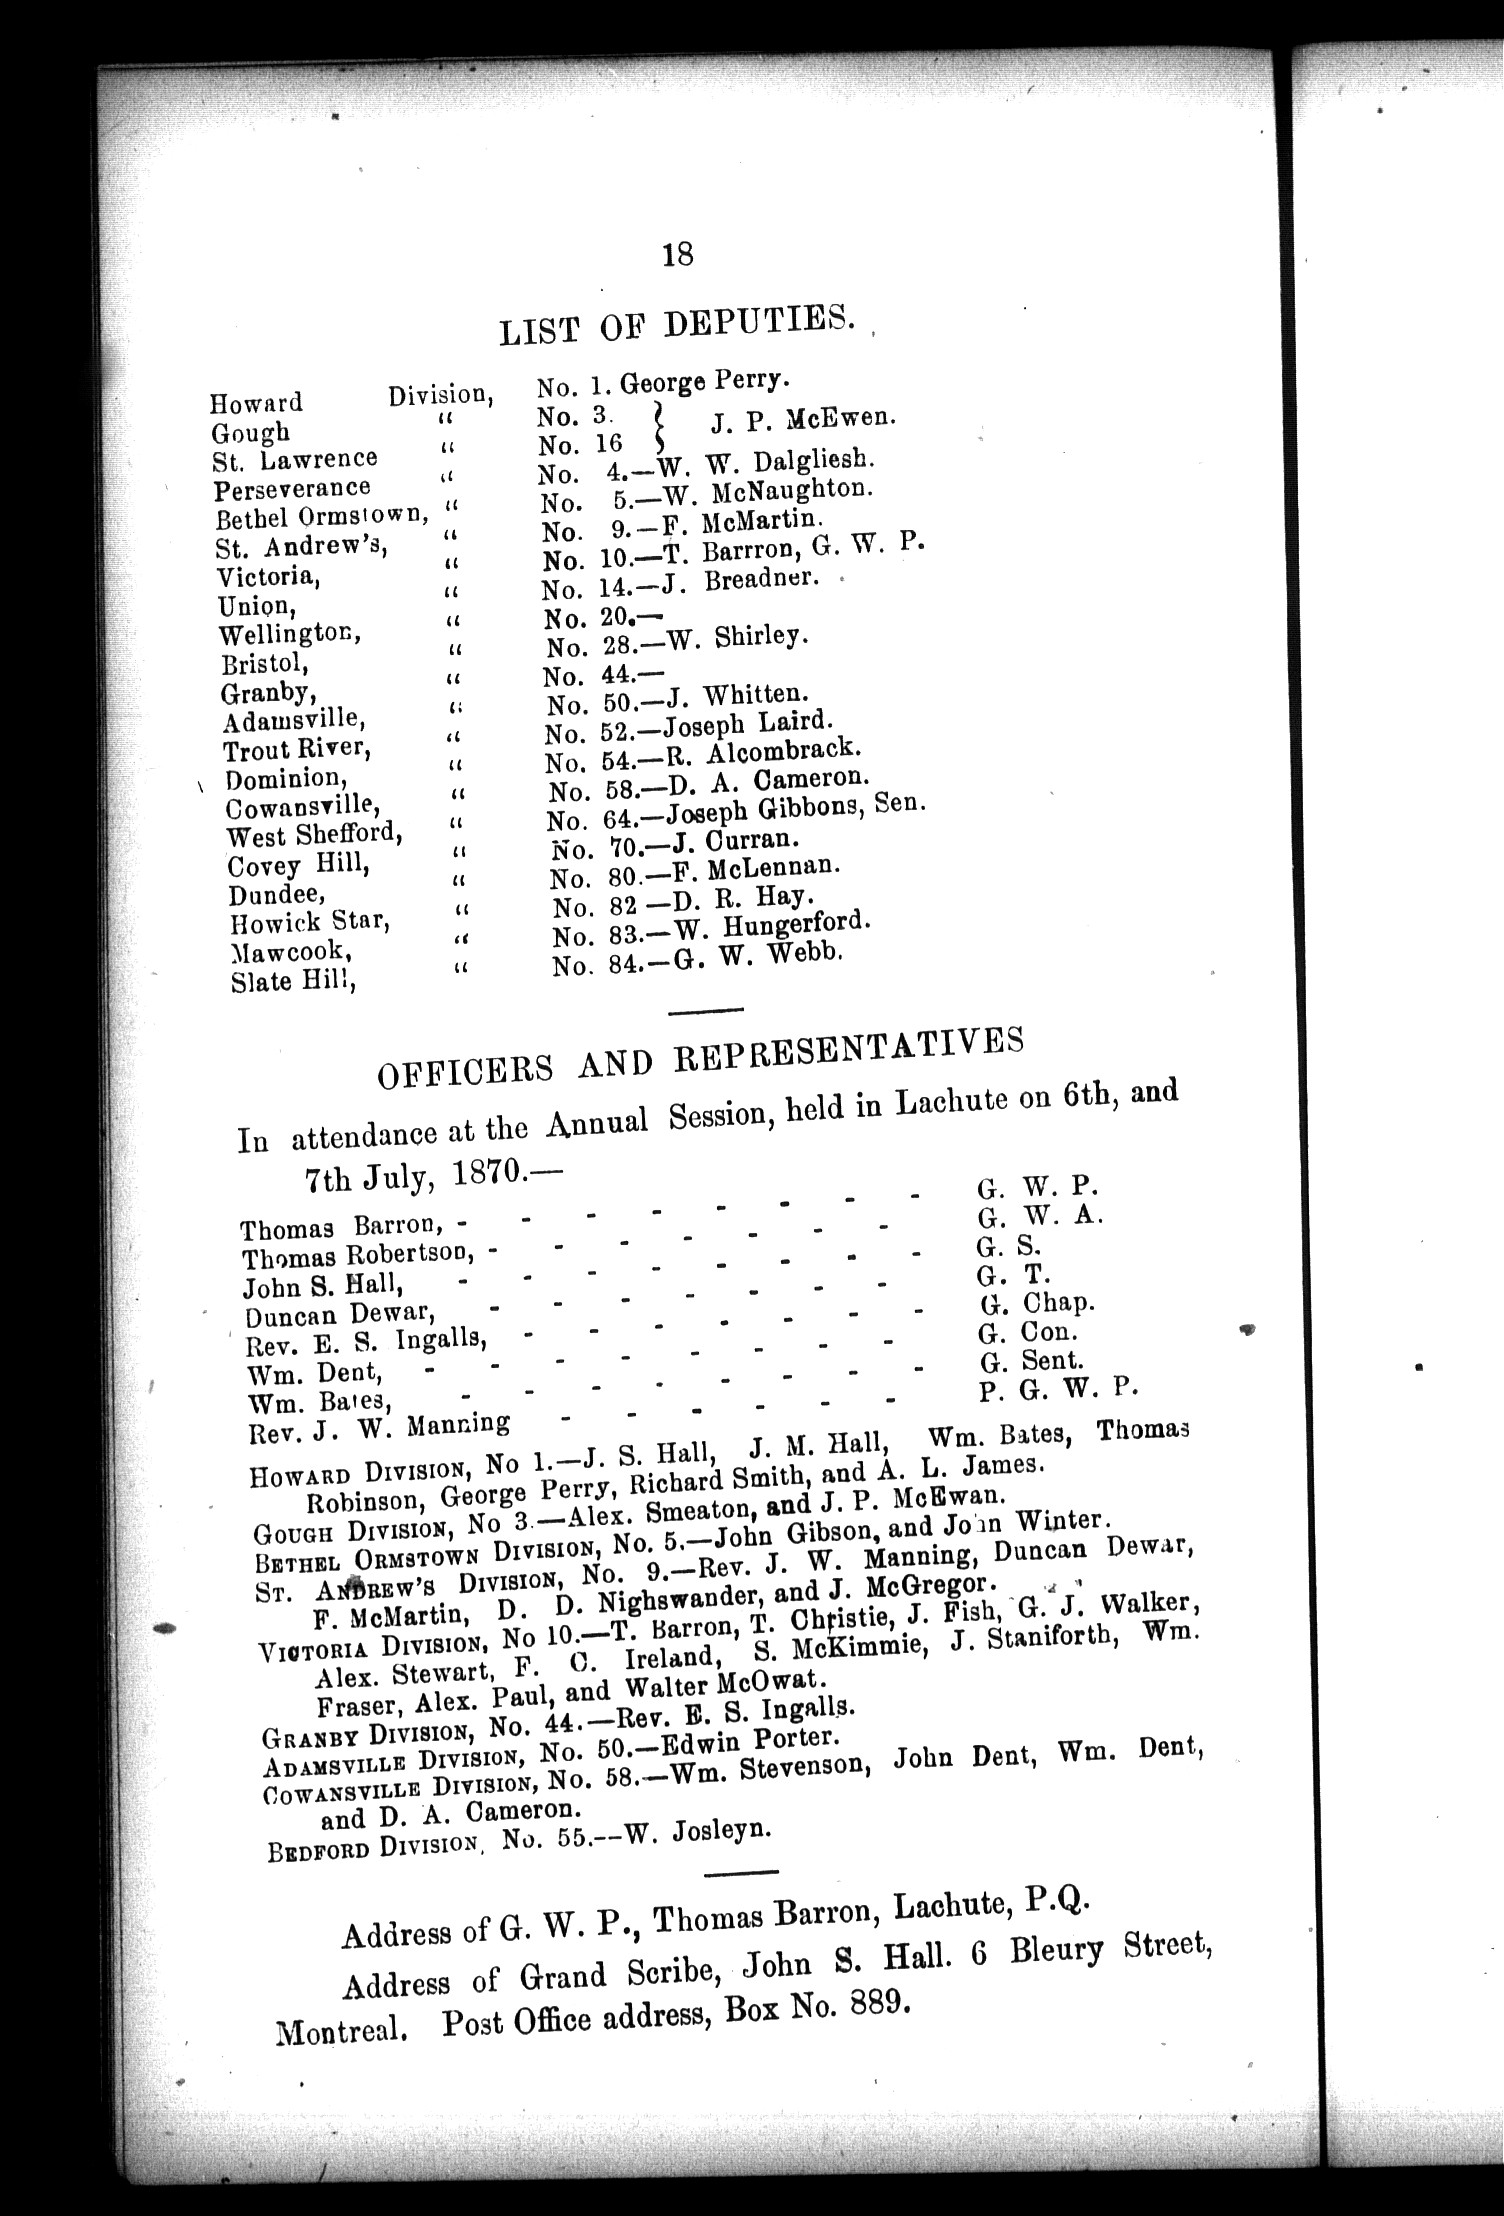 18
LIST OF DEPUTIES.
Howard Division, No. 1. George Perry.
Gough “ No. 3. } J. P. McEwen.
St. Lawrence “ No. 16
Perseverance “ No. 4.—W. W. Dalgliesh.
Bethel Ormstown, “ No. 5.—W. McNaughton.
St. Andrew's, “ No. 9.—F. McMartin.
Victoria, “ No. 10.—T. Barrron, G. W. P.
Union, “ No. 14.—J. Breadner.
Wellington, “ No. 20.—
Bristol, “ No. 28.—W. Shirley.
Granby, “ No. 44.—
Adamsville, “ No. 50.—J. Whitten.
Trout River, “ No. 52.—Joseph Laird.
Dominion, “ No. 54.—R. Alcombrack.
Cowansville, “ No. 58.—D. A. Cameron.
West Shefford, “ No. 64.—Joseph Gibbons, Sen.
Covey Hill, “ No. 70.—J. Curran.
Dundee, “ No. 80.—F. McLennan.
Howick Star, “ No. 82 —D. R. Hay.
Mawcook, “ No. 83.—W. Hungerford.
Slate Hill, “ No. 84.—G. W. Webb.
OFFICERS AND REPRESENTATIVES
In attendance at the Annual Session, held in Lachute on 6th, and
7th July, 1870.—
Thomas Barron, - - - - - - - - G. W. P.
Thomas Robertson, - - - - - - - G. W. A.
John S. Hall, - - - - - - - - G. S.
Duncan Dewar, - - - - - - - G. T.
Rev. E. S. Ingalls, - - - - - - - G. Chap.
Wm. Dent, - - - - - - - - G. Con.
Wm. Bates, - - - - - - - - G. Sent.
Rev. J. W. Manning - - - - - - P. G. W. P.
HOWARD DIVISION, No 1.—J. S. Hall, J. M. Hall, Wm. Bates, Thomas
Robinson, George Perry, Richard Smith, and A. L. James.
GOUGH DIVISION, No 3.—Alex. Smeaton, and J. P. McEwan.
BETHEL ORMSTOWN DIVISION, No. 5.—John Gibson, and John Winter.
ST. ANDREW'S DIVISION, No. 9.—Rev. J. W. Manning, Duncan Dewar,
F. McMartin, D. D. Nighswander, and J. McGregor.
VICTORIA DIVISION, No 10.—T. Barron, T. Christie, J. Fish, G. J. Walker,
Alex. Stewart, F. C. Ireland, S. McKimmie, J. Staniforth, Wm.
Fraser, Alex. Paul, and Walter McOwat.
GRANBY DIVISION, No. 44.—Rev. E. S. Ingalls.
ADAMSVILLE DIVISION, No. 50.—Edwin Porter.
COWANSVILLE DIVISION, No. 58.—Wm. Stevenson, John Dent, Wm. Dent,
and D. A. Cameron.
BEDFORD DIVISION, No. 55.--W. Josleyn.
Address of G. W. P., Thomas Barron, Lachute, P.Q.
Address of Grand Scribe, John S. Hall. 6 Bleury Street,
Montreal. Post Office address, Box No. 889.